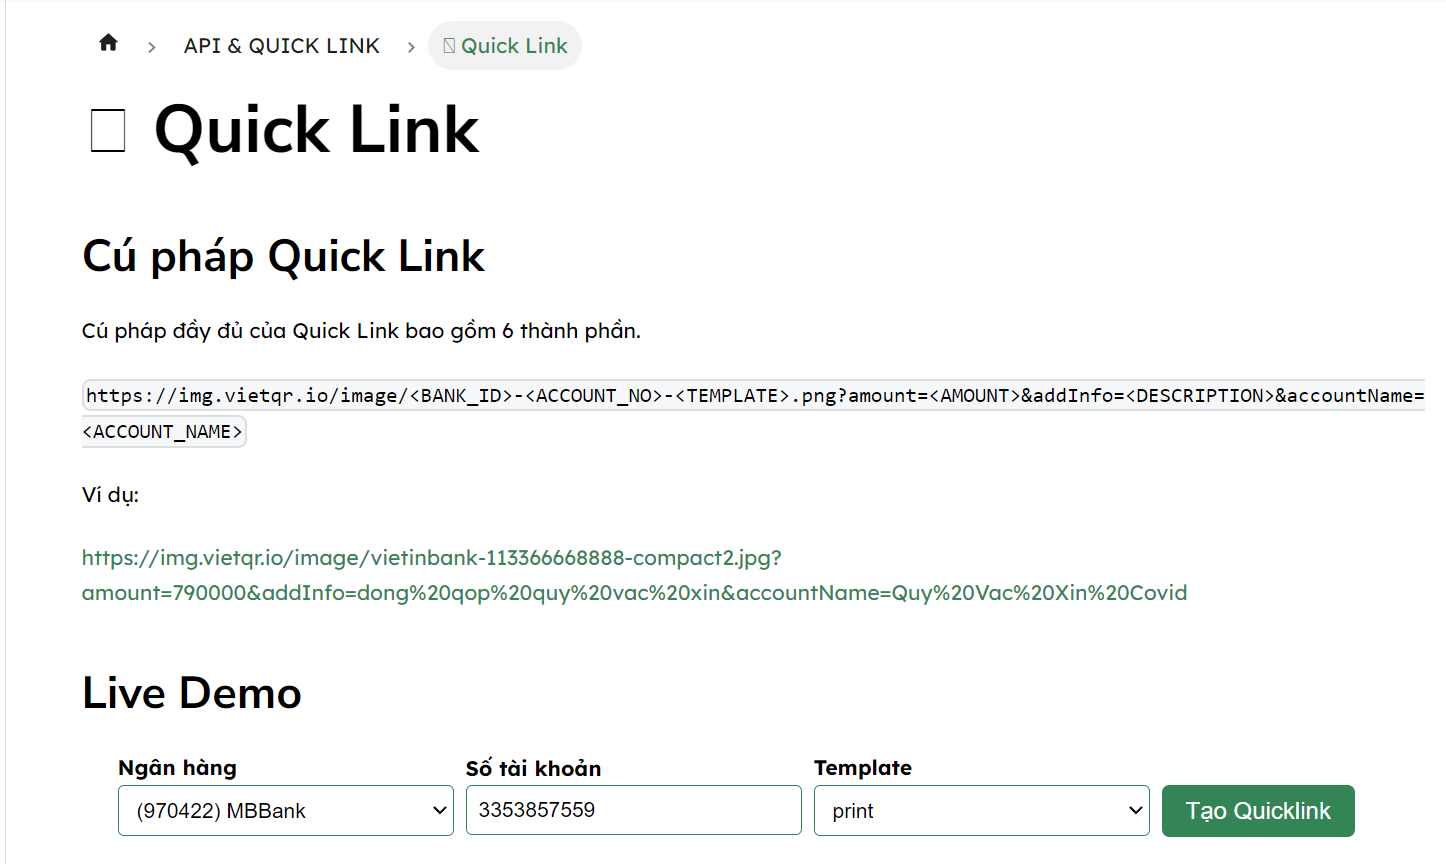 API & QUICK LINK
Quick Link
Quick Link
Cú pháp Quick Link
Cú pháp đầy đủ của Quick Link bao gồm 6 thành phần.
https://img.vietqr.io/image/<BANK_ID>-<ACCOUNT_NO>-<TEMPLATE>.png?amount=<AMOUNT>&addInfo=<DESCRIPTION>&accountName=
<ACCOUNT_NAME>
Ví dụ:
https://img.vietqr.io/image/vietinbank-113366668888-compact2.jpg?
amount=790000&addInfo=dong%20qop%20quy%20vac%20xin&accountName=Quy%20Vac%20Xin%20Covid
Live Demo
Ngân hàng
Số tài khoản
Template
(970422) MBBank
3353857559
print
Tạo Quicklink